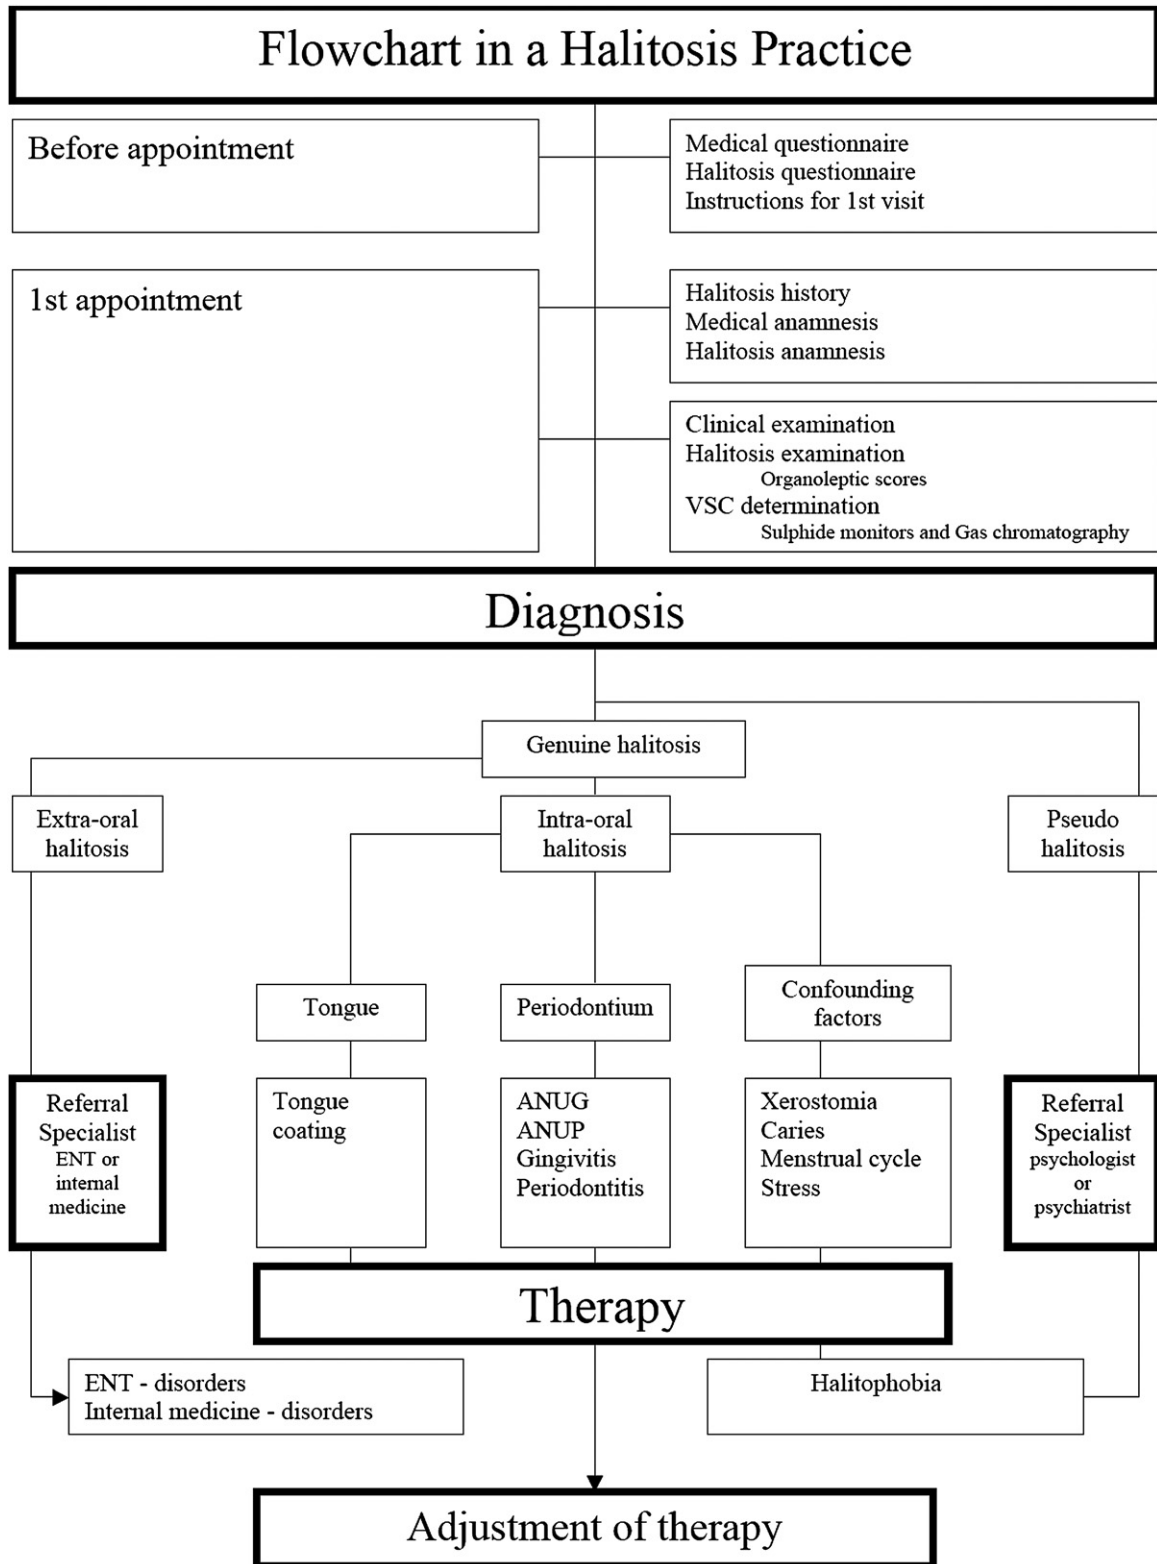 Flowchart in a Halitosis Practice
Before appointment
Medical questionnaire
Halitosis questionnaire
Instructions for 1st visit
1st appointment
Halitosis history
Medical anamnesis
Halitosis anamnesis
Clinical examination
Halitosis examination
Organoleptic scores
VSC determination
Sulphide monitors and Gas chromatography
Diagnosis
Genuine halitosis
Extra-oral
halitosis
Intra-oral
halitosis
Pseudo
halitosis
Tongue
Periodontium
Confounding
factors
Referral
Specialist
ENT or
internal
medicine
Tongue
coating
ANUG
ANUP
Gingivitis
Periodontitis
Xerostomia
Caries
Menstrual cycle
Stress
Referral
Specialist
psychologist
or
psychiatrist
Therapy
ENT - disorders
Internal medicine - disorders
Halitophobia
Adjustment of therapy